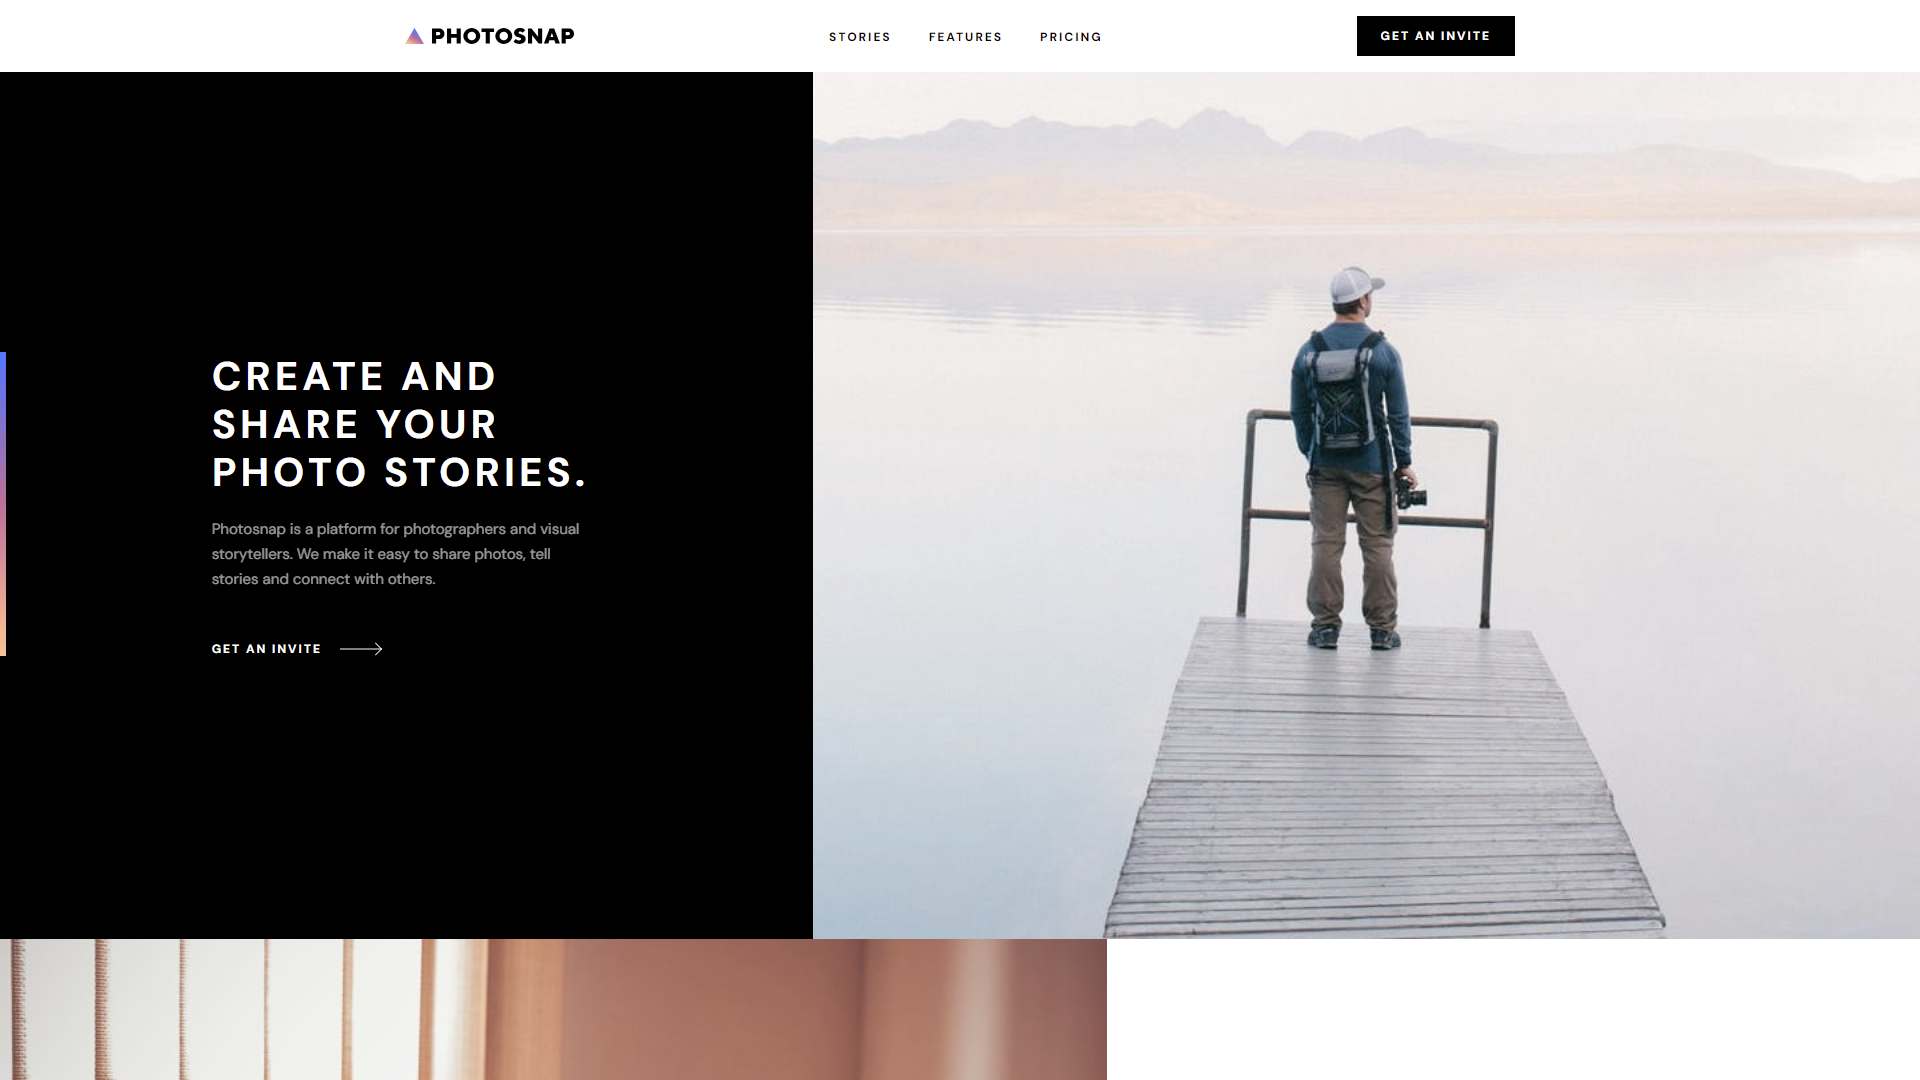 PHOTOSNAP
STORIES FEATURES PRICING
GET AN INVITE
CREATE AND
SHARE YOUR
PHOTO STORIES.
Photosnap is a platform for photographers and visual
storytellers. We make it easy to share photos, tell
stories and connect with others.
GET AN INVITE